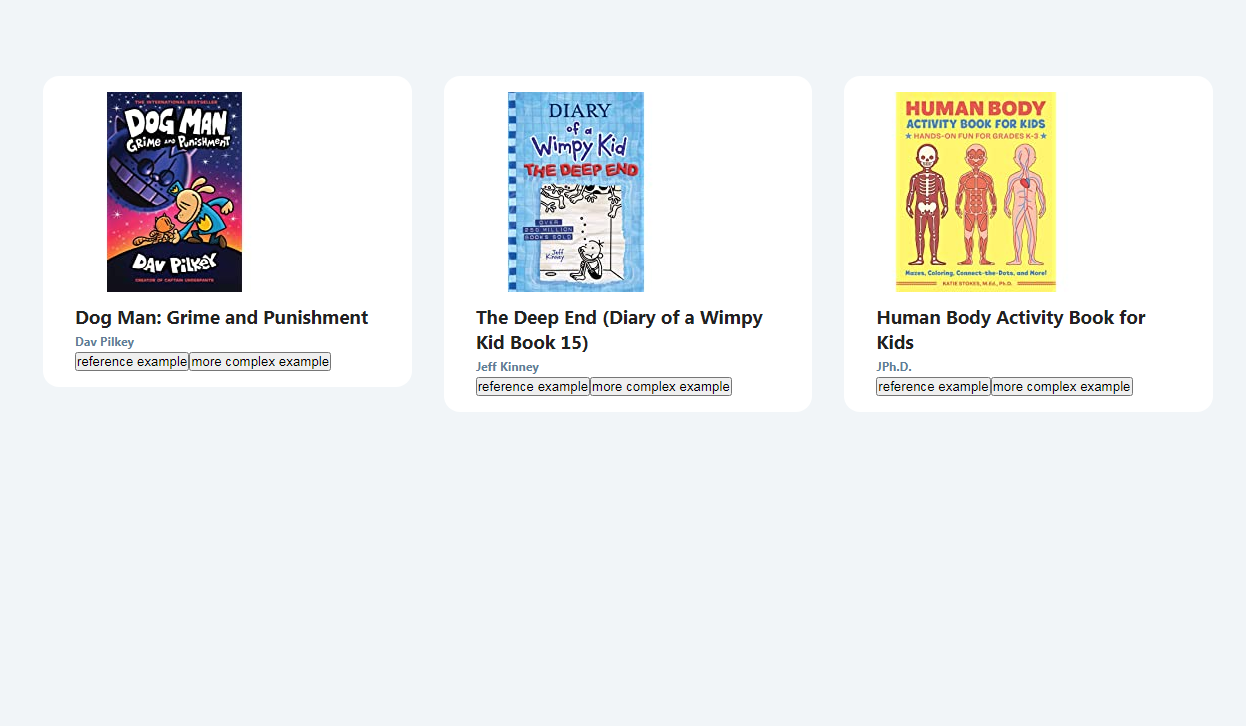 THE INTERNATIONAL BESTSELLER
DOG MAN
GRIME AND PUNISHMENT
DAV PILKEY
CREATOR OF CAPTAIN UNDERPANTS
Dog Man: Grime and Punishment
Dav Pilkey
reference example more complex example
DIARY
of a
Wimpy Kid
THE DEEP END
OVER
250 MILLION
BOOKS SOLD
Jeff
Kinney
The Deep End (Diary of a Wimpy
Kid Book 15)
Jeff Kinney
reference example more complex example
HUMAN BODY
ACTIVITY BOOK FOR KIDS
★ HANDS-ON FUN FOR GRADES K-3 ★
Mazes, Coloring, Connect-the-Dots, and More!
KATIE STOKES, M.Ed., Ph.D.
Human Body Activity Book for
Kids
JPh.D.
reference example more complex example